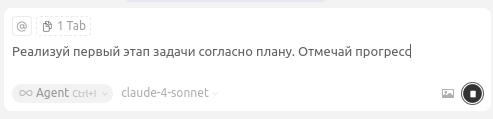 @ 1 Tab
Реализуй первый этап задачи согласно плану. Отмечай прогресс
Agent Ctrl+I claude-4-sonnet